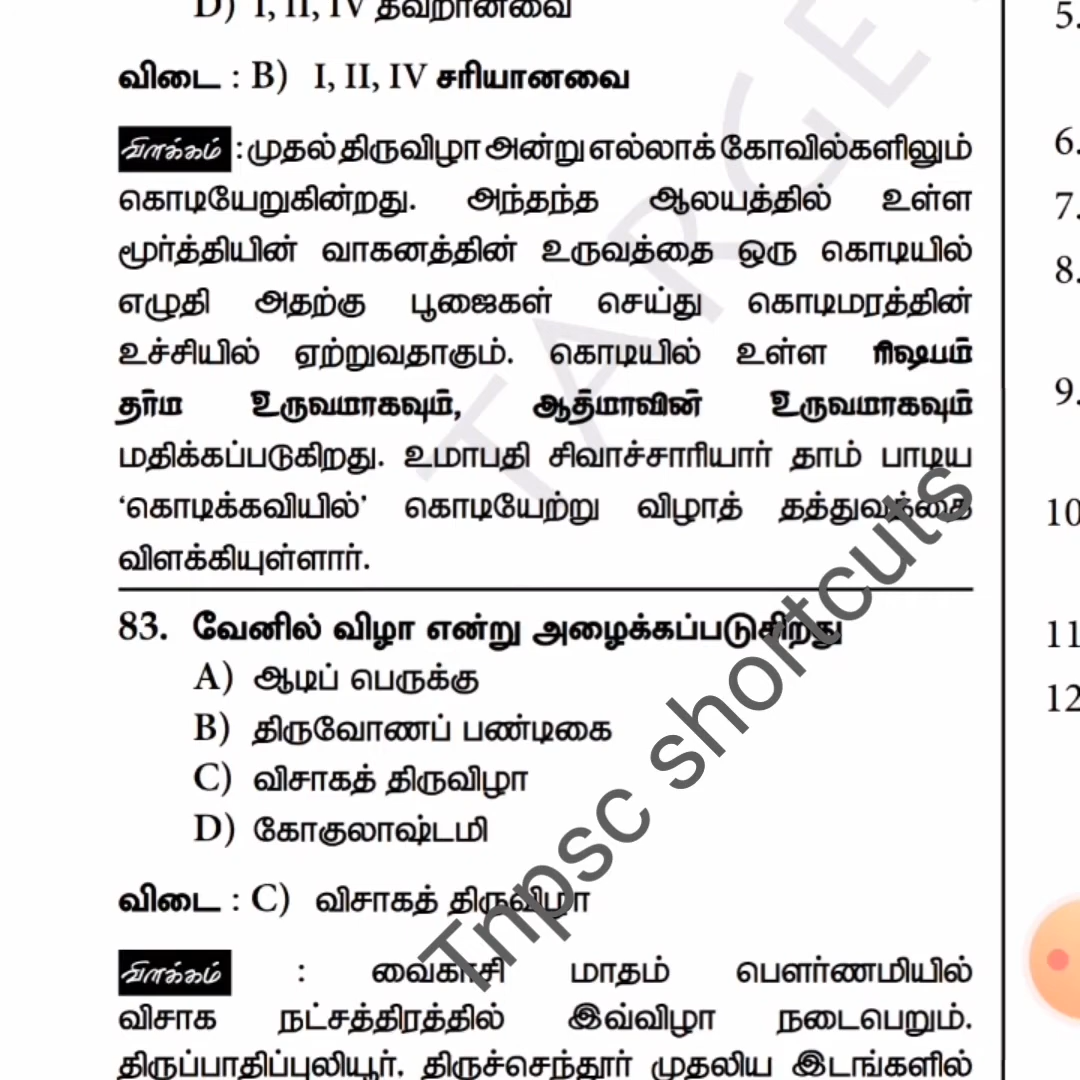 D) I, II, IV தவறானவை
விடை : B) I, II, IV சரியானவை
விளக்கம் : முதல் திருவிழா அன்று எல்லாக் கோவில்களிலும்
கொடியேறுகின்றது. அந்தந்த ஆலயத்தில் உள்ள
மூர்த்தியின் வாகனத்தின் உருவத்தை ஒரு கொடியில்
எழுதி அதற்கு பூஜைகள் செய்து கொடிமரத்தின்
உச்சியில் ஏற்றுவதாகும். கொடியில் உள்ள ரிஷபம்
தர்ம உருவமாகவும், ஆத்மாவின் உருவமாகவும்
மதிக்கப்படுகிறது. உமாபதி சிவாச்சாரியார் தாம் பாடிய
‘கொடிக்கவியில்’ கொடியேற்று விழாத் தத்துவத்தை
விளக்கியுள்ளார்.
83. வேனில் விழா என்று அழைக்கப்படுகிறது
A) ஆடிப் பெருக்கு
B) திருவோணப் பண்டிகை
C) விசாகத் திருவிழா
D) கோகுலாஷ்டமி
விடை : C) விசாகத் திருவிழா
விளக்கம் : வைகாசி மாதம் பௌர்ணமியில்
விசாக நட்சத்திரத்தில் இவ்விழா நடைபெறும்.
திருப்பாதிப்புலியூர், திருச்செந்தூர் முதலிய இடங்களில்
5.
6.
7.
8.
9.
10
11
12
TARGE
Tnpsc shortcuts